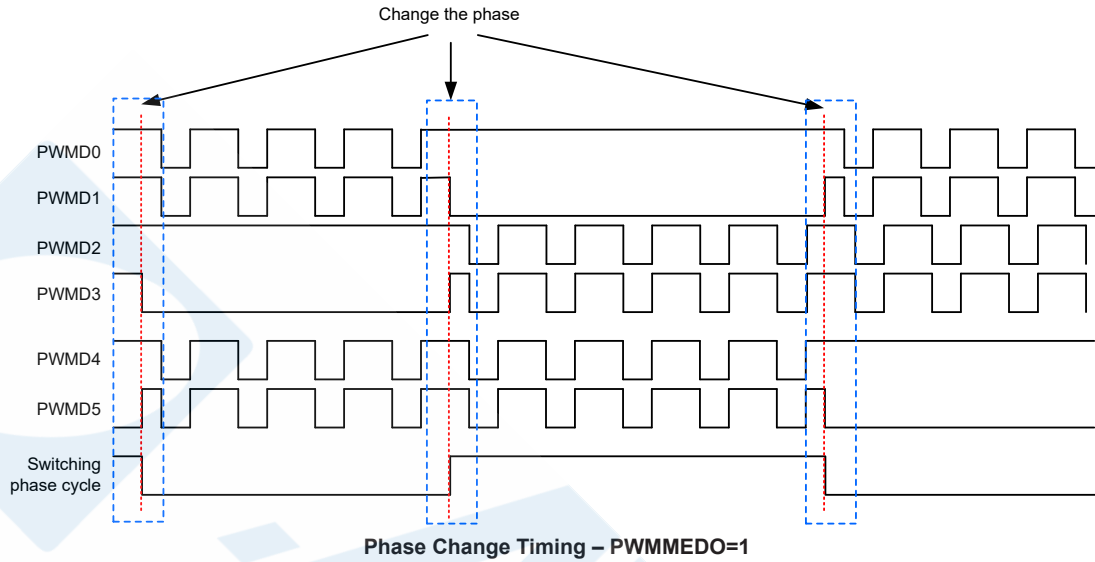 Change the phase
PWMD0
PWMD1
PWMD2
PWMD3
PWMD4
PWMD5
Switching
phase cycle
Phase Change Timing – PWMMEDO=1